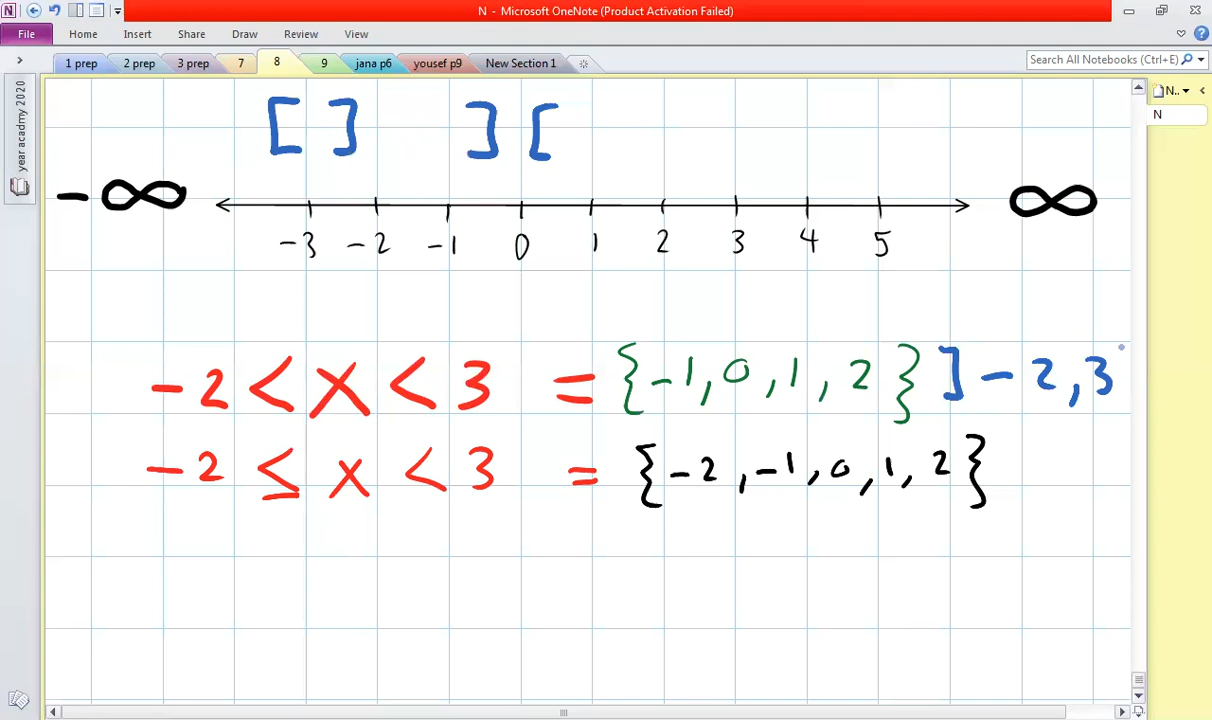 N - Microsoft OneNote (Product Activation Failed)
File Home Insert Share Draw Review View
1 prep 2 prep 3 prep 7 8 9 jana p6 yousef p9 New Section 1 Search All Notebooks (Ctrl+E)
N..
N
year acadmy 2020
[ ] ] [
-∞ ∞
-3 -2 -1 0 1 2 3 4 5
-2 < X < 3 = {-1, 0, 1, 2} ]-2, 3
-2 ≤ x < 3 = {-2, -1, 0, 1, 2}